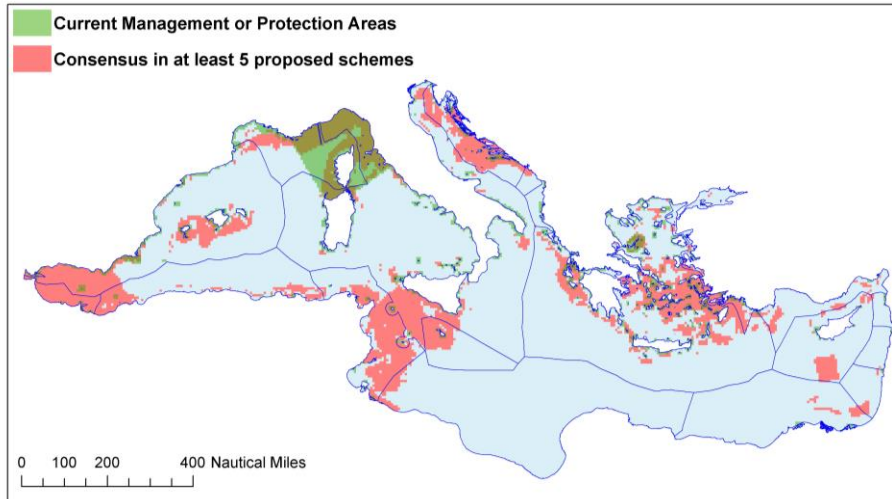 Current Management or Protection Areas
Consensus in at least 5 proposed schemes
0 100 200 400 Nautical Miles